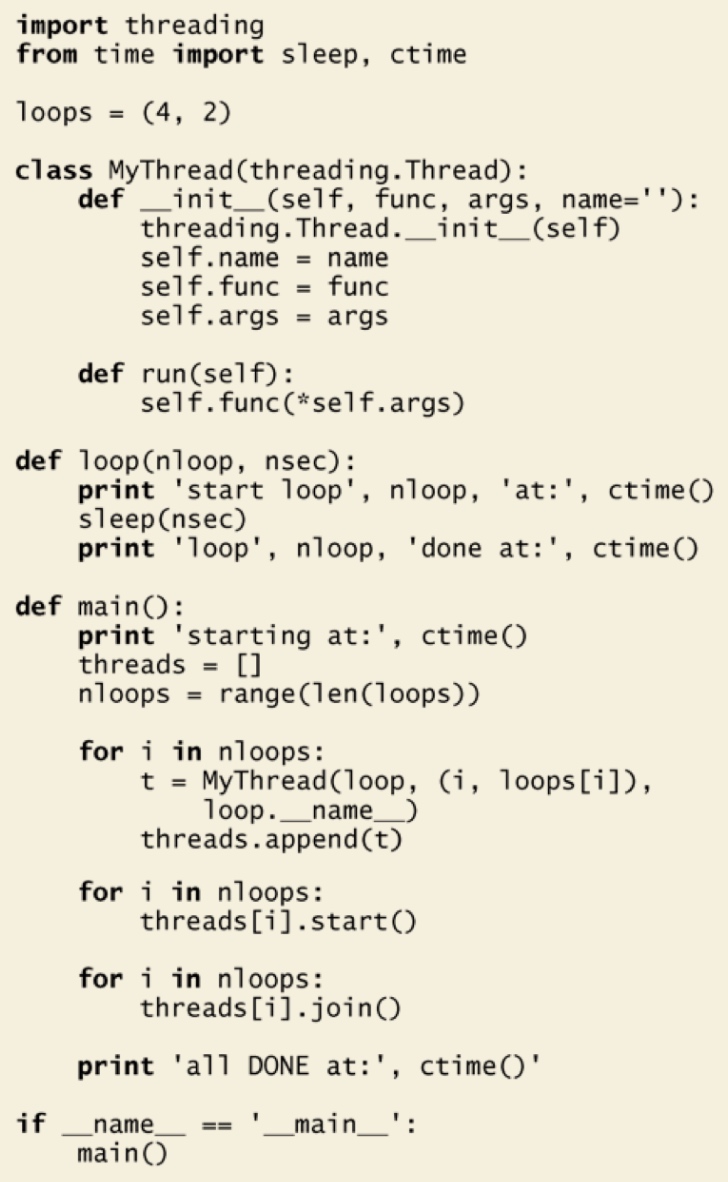 import threading
from time import sleep, ctime
loops = (4, 2)
class MyThread(threading.Thread):
    def __init__(self, func, args, name=''):
        threading.Thread.__init__(self)
        self.name = name
        self.func = func
        self.args = args
    def run(self):
        self.func(*self.args)
def loop(nloop, nsec):
    print 'start loop', nloop, 'at:', ctime()
    sleep(nsec)
    print 'loop', nloop, 'done at:', ctime()
def main():
    print 'starting at:', ctime()
    threads = []
    nloops = range(len(loops))
    for i in nloops:
        t = MyThread(loop, (i, loops[i]),
            loop.__name__)
        threads.append(t)
    for i in nloops:
        threads[i].start()
    for i in nloops:
        threads[i].join()
    print 'all DONE at:', ctime()'
if __name__ == '__main__':
    main()